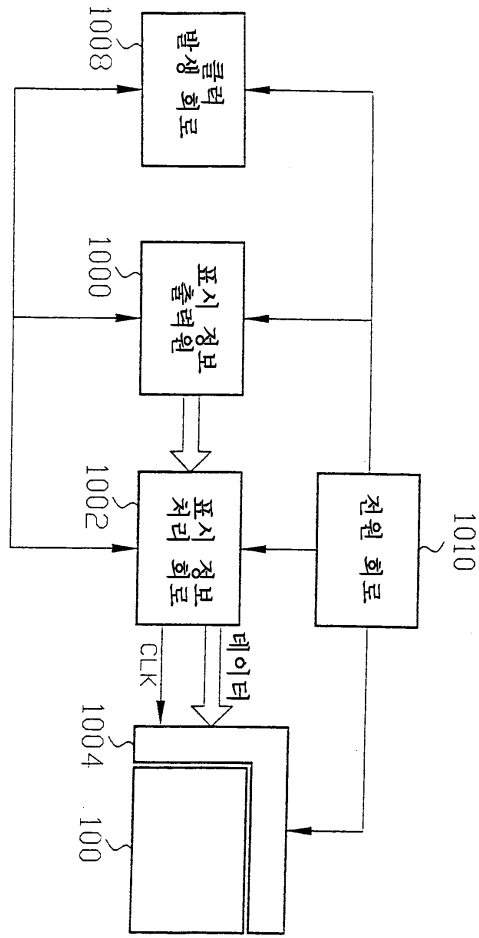 1010
전원 회로
1008
클럭
발생 회로
1000
표시 정보
출력원
1002
표시 정보
처리 회로
데이터
CLK
1004
100